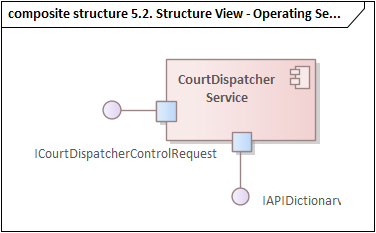 composite structure 5.2. Structure View - Operating Se...
CourtDispatcher
Service
ICourtDispatcherControlRequest
IAPIDictionary